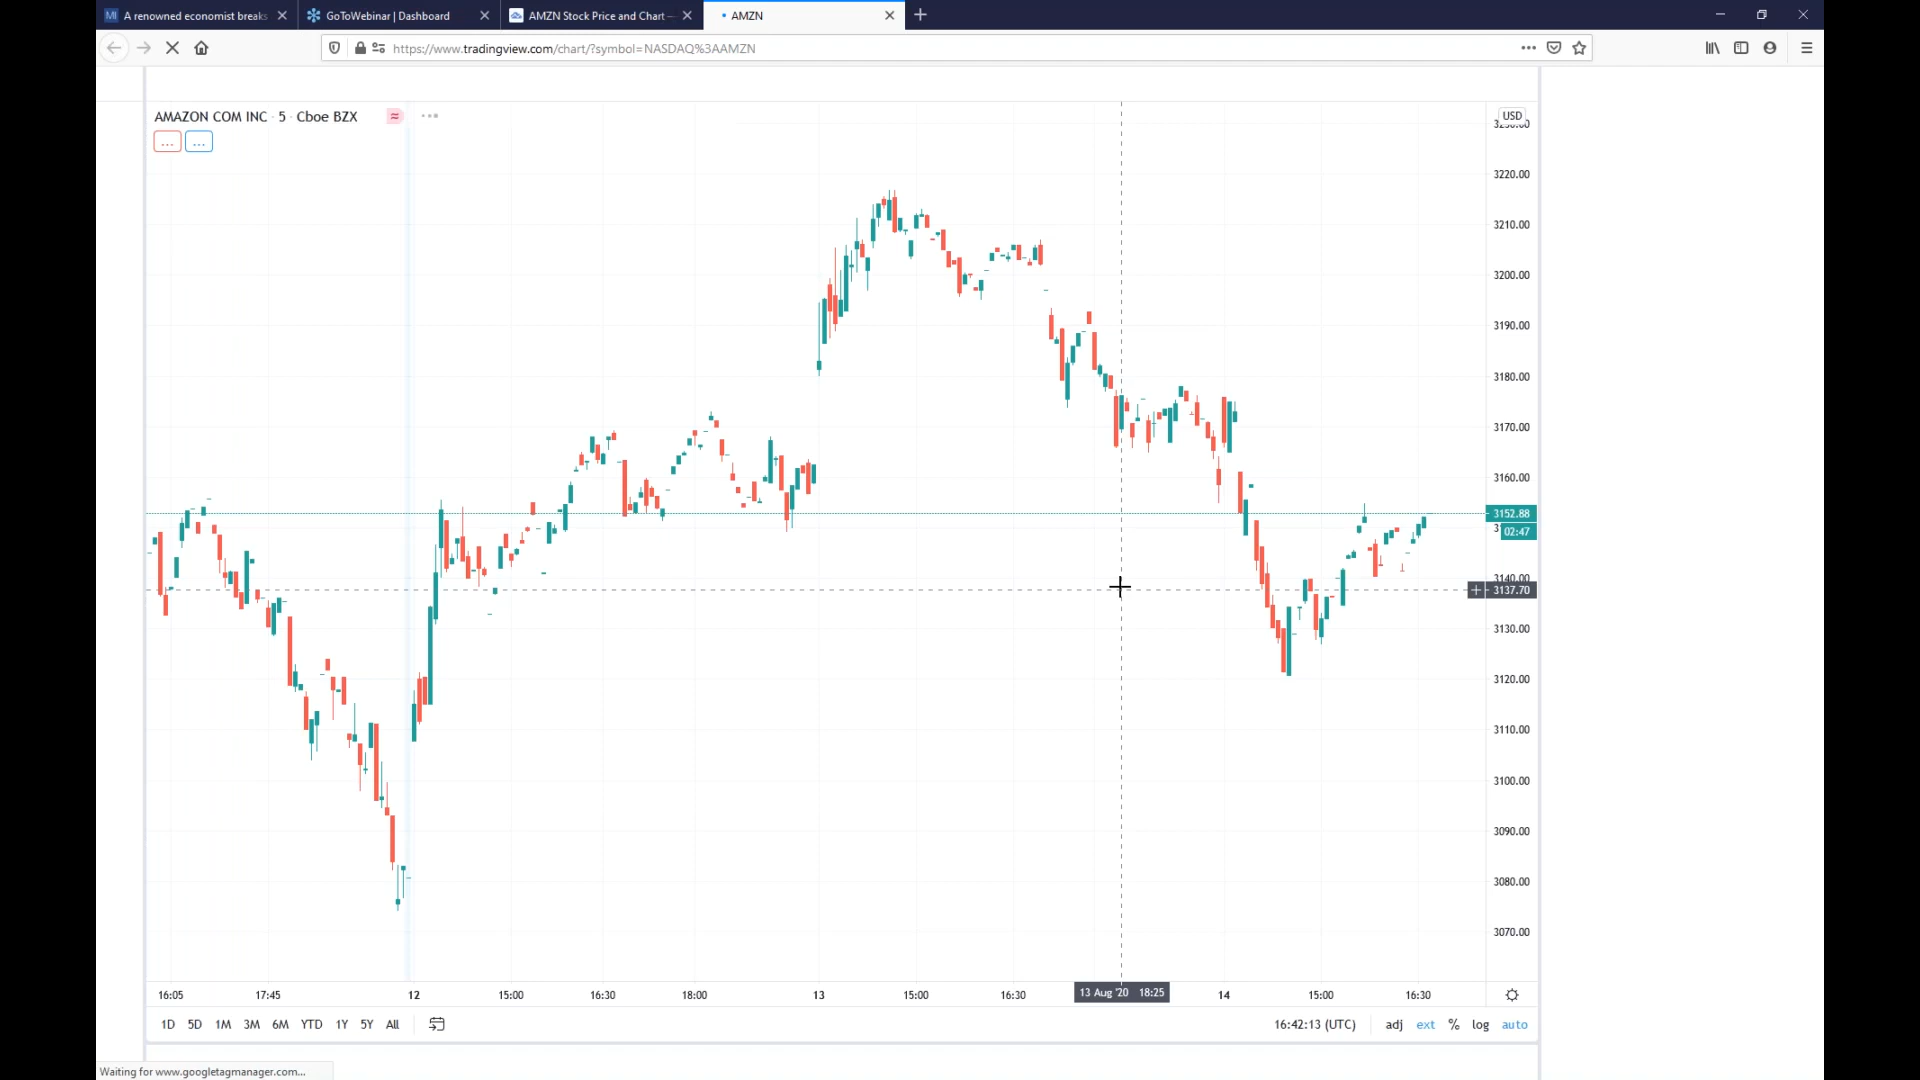 A renowned economist breaks
GoToWebinar | Dashboard
AMZN Stock Price and Chart —
AMZN
https://www.tradingview.com/chart/?symbol=NASDAQ%3AAMZN
AMAZON COM INC · 5 · Cboe BZX
USD
3220.00
3210.00
3200.00
3190.00
3180.00
3170.00
3160.00
3152.88
02:47
3140.00
3137.70
3130.00
3120.00
3110.00
3100.00
3090.00
3080.00
3070.00
16:05 17:45 12 15:00 16:30 18:00 13 15:00 16:30 13 Aug '20 18:25 14 15:00 16:30
1D 5D 1M 3M 6M YTD 1Y 5Y All 16:42:13 (UTC) adj ext % log auto
Waiting for www.googletagmanager.com...